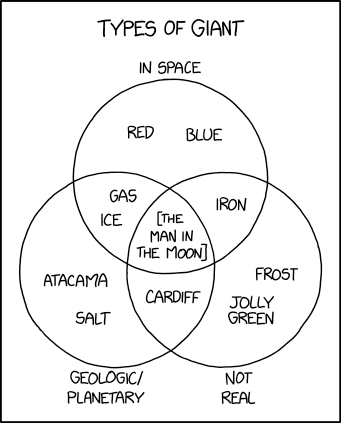 TYPES OF GIANT
IN SPACE
RED
BLUE
GAS
ICE
IRON
[THE
MAN IN
THE MOON]
ATACAMA
SALT
CARDIFF
FROST
JOLLY
GREEN
GEOLOGIC/
PLANETARY
NOT
REAL